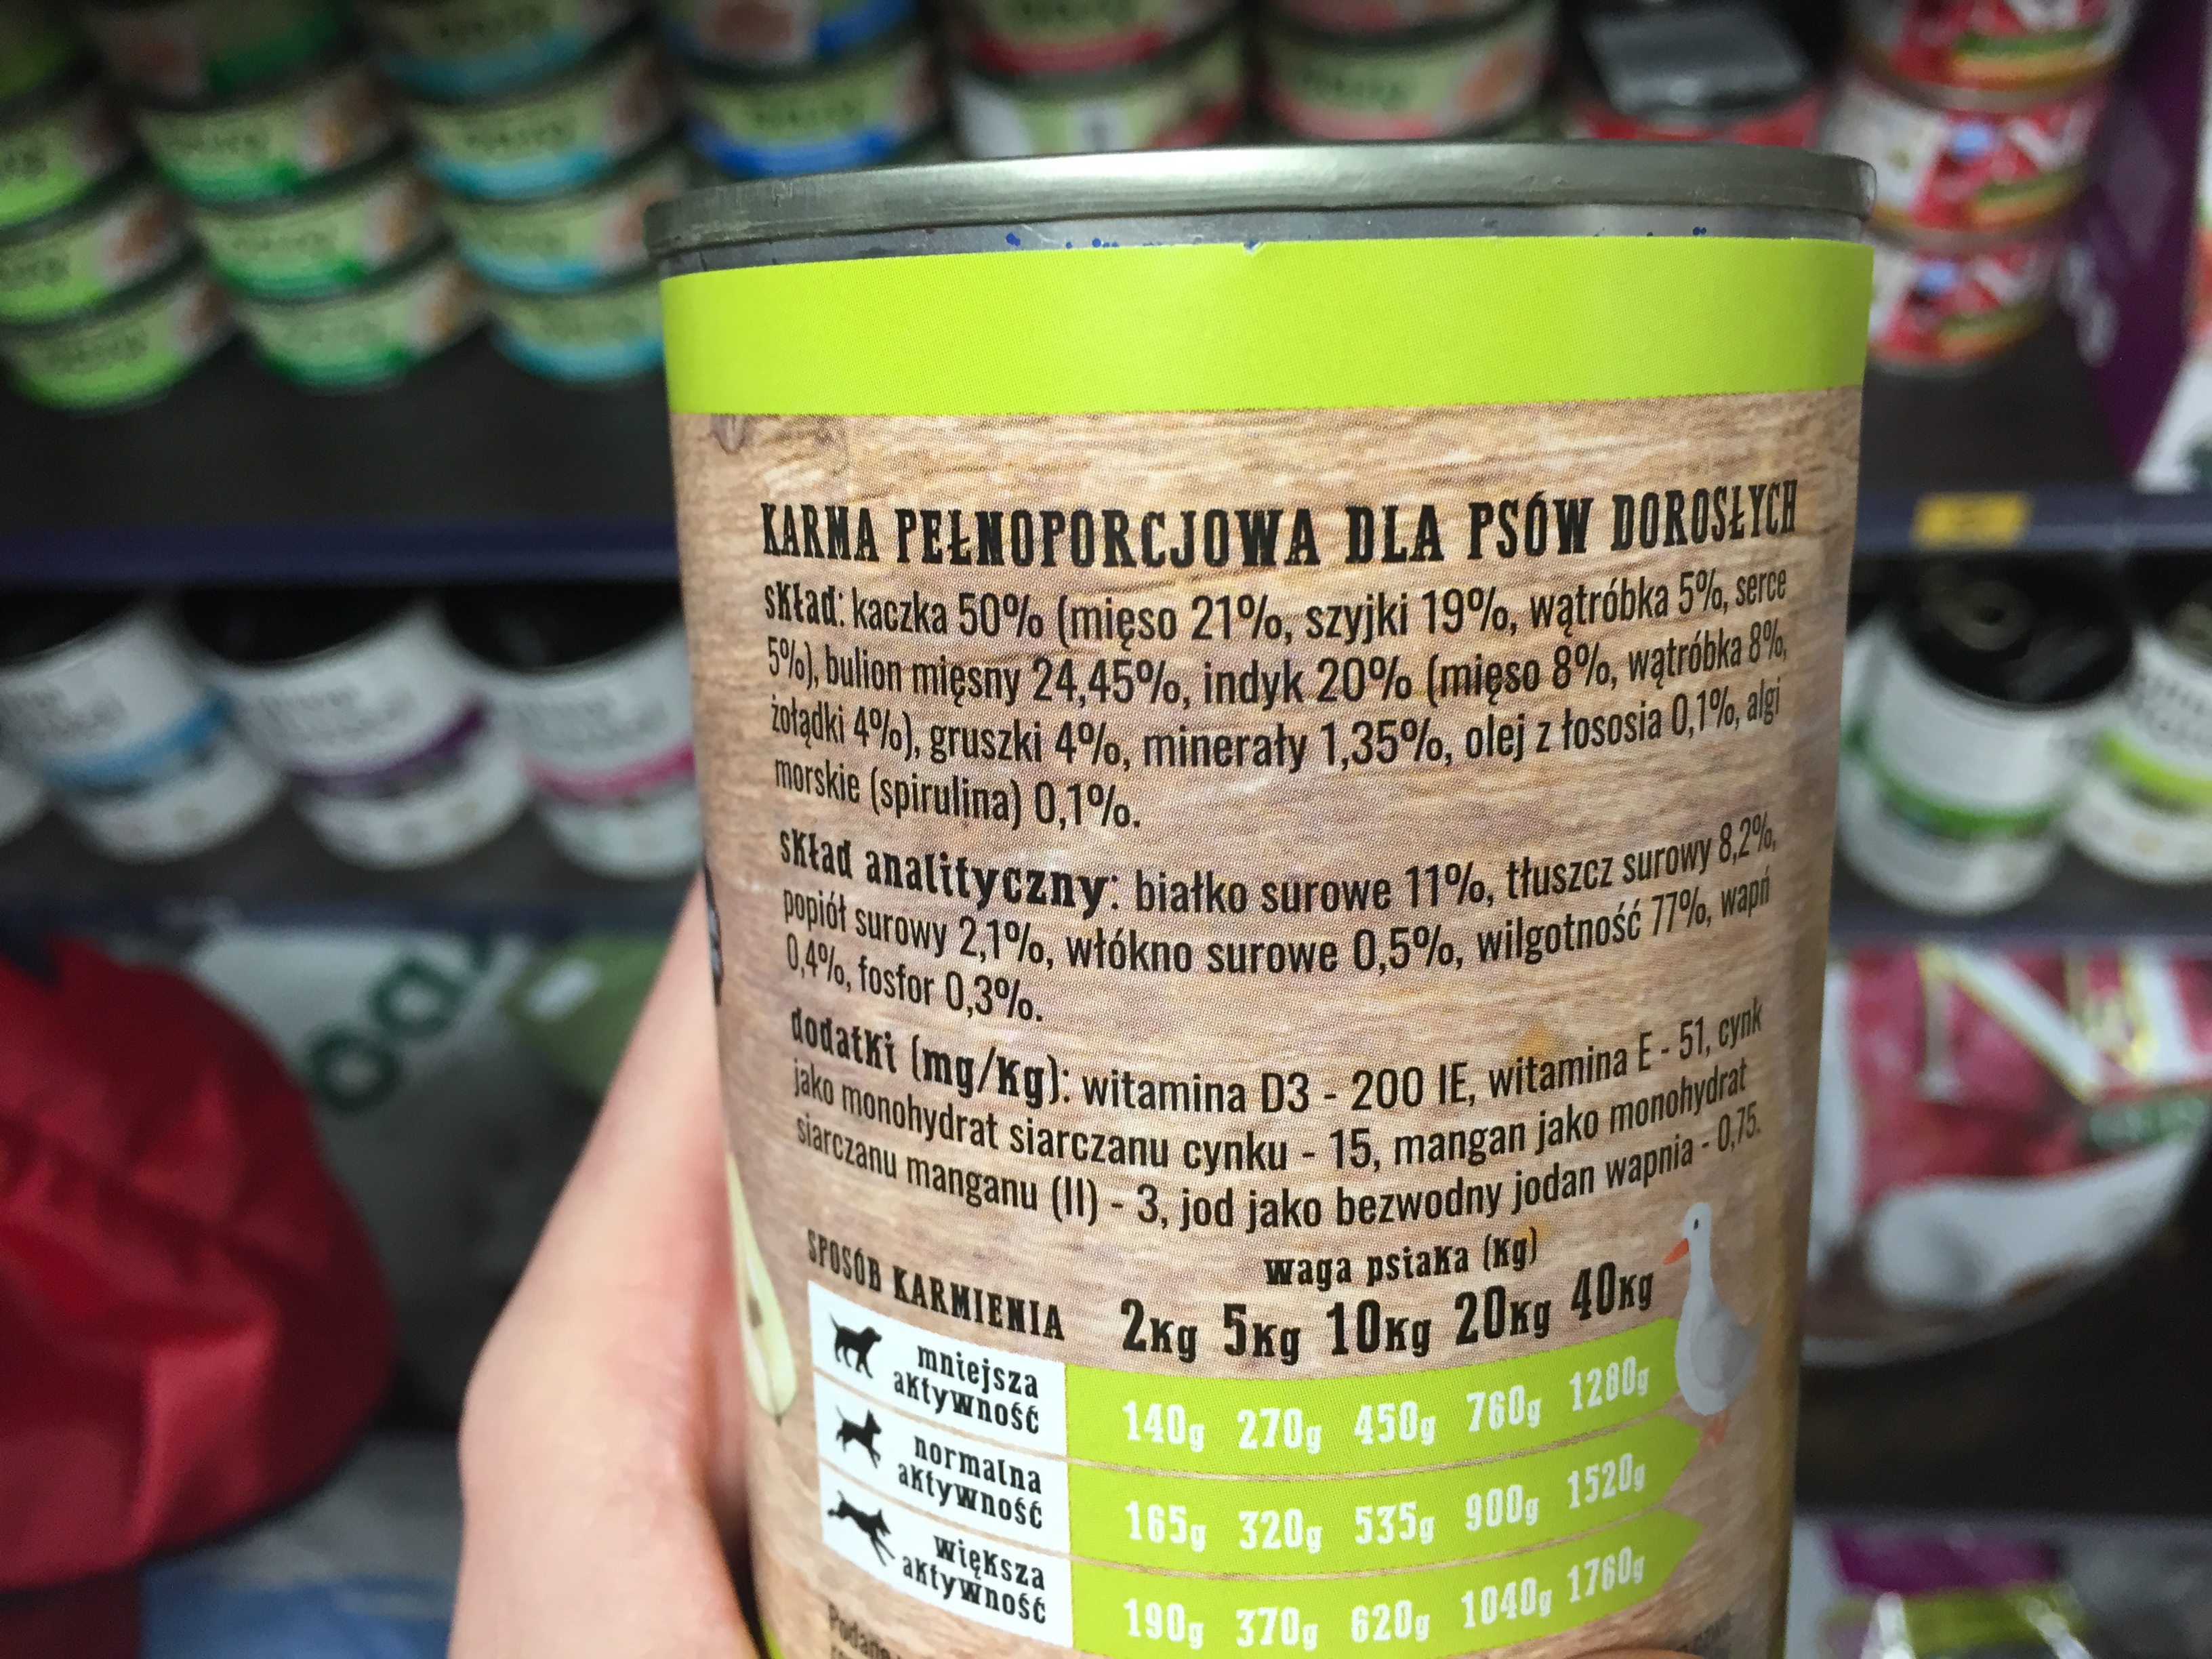 KARMA PEŁNOPORCJOWA DLA PSÓW DOROSŁYCH
skład: kaczka 50% (mięso 21%, szyjki 19%, wątróbka 5%, serce
5%), bulion mięsny 24,45%, indyk 20% (mięso 8%, wątróbka 8%,
żołądki 4%), gruszki 4%, minerały 1,35%, olej z łososia 0,1%, algi
morskie (spirulina) 0,1%.
skład analityczny: białko surowe 11%, tłuszcz surowy 8,2%,
popiół surowy 2,1%, włókno surowe 0,5%, wilgotność 77%, wapń
0,4%, fosfor 0,3%.
dodatki (mg/kg): witamina D3 - 200 IE, witamina E - 51, cynk
jako monohydrat siarczanu cynku - 15, mangan jako monohydrat
siarczanu manganu (II) - 3, jod jako bezwodny jodan wapnia - 0,75.
waga psiaka (kg)
SPOSÓB KARMIENIA 2kg 5kg 10kg 20kg 40kg
mniejsza aktywność 140g 270g 450g 760g 1280g
normalna aktywność 165g 320g 535g 900g 1520g
większa aktywność 190g 370g 620g 1040g 1760g